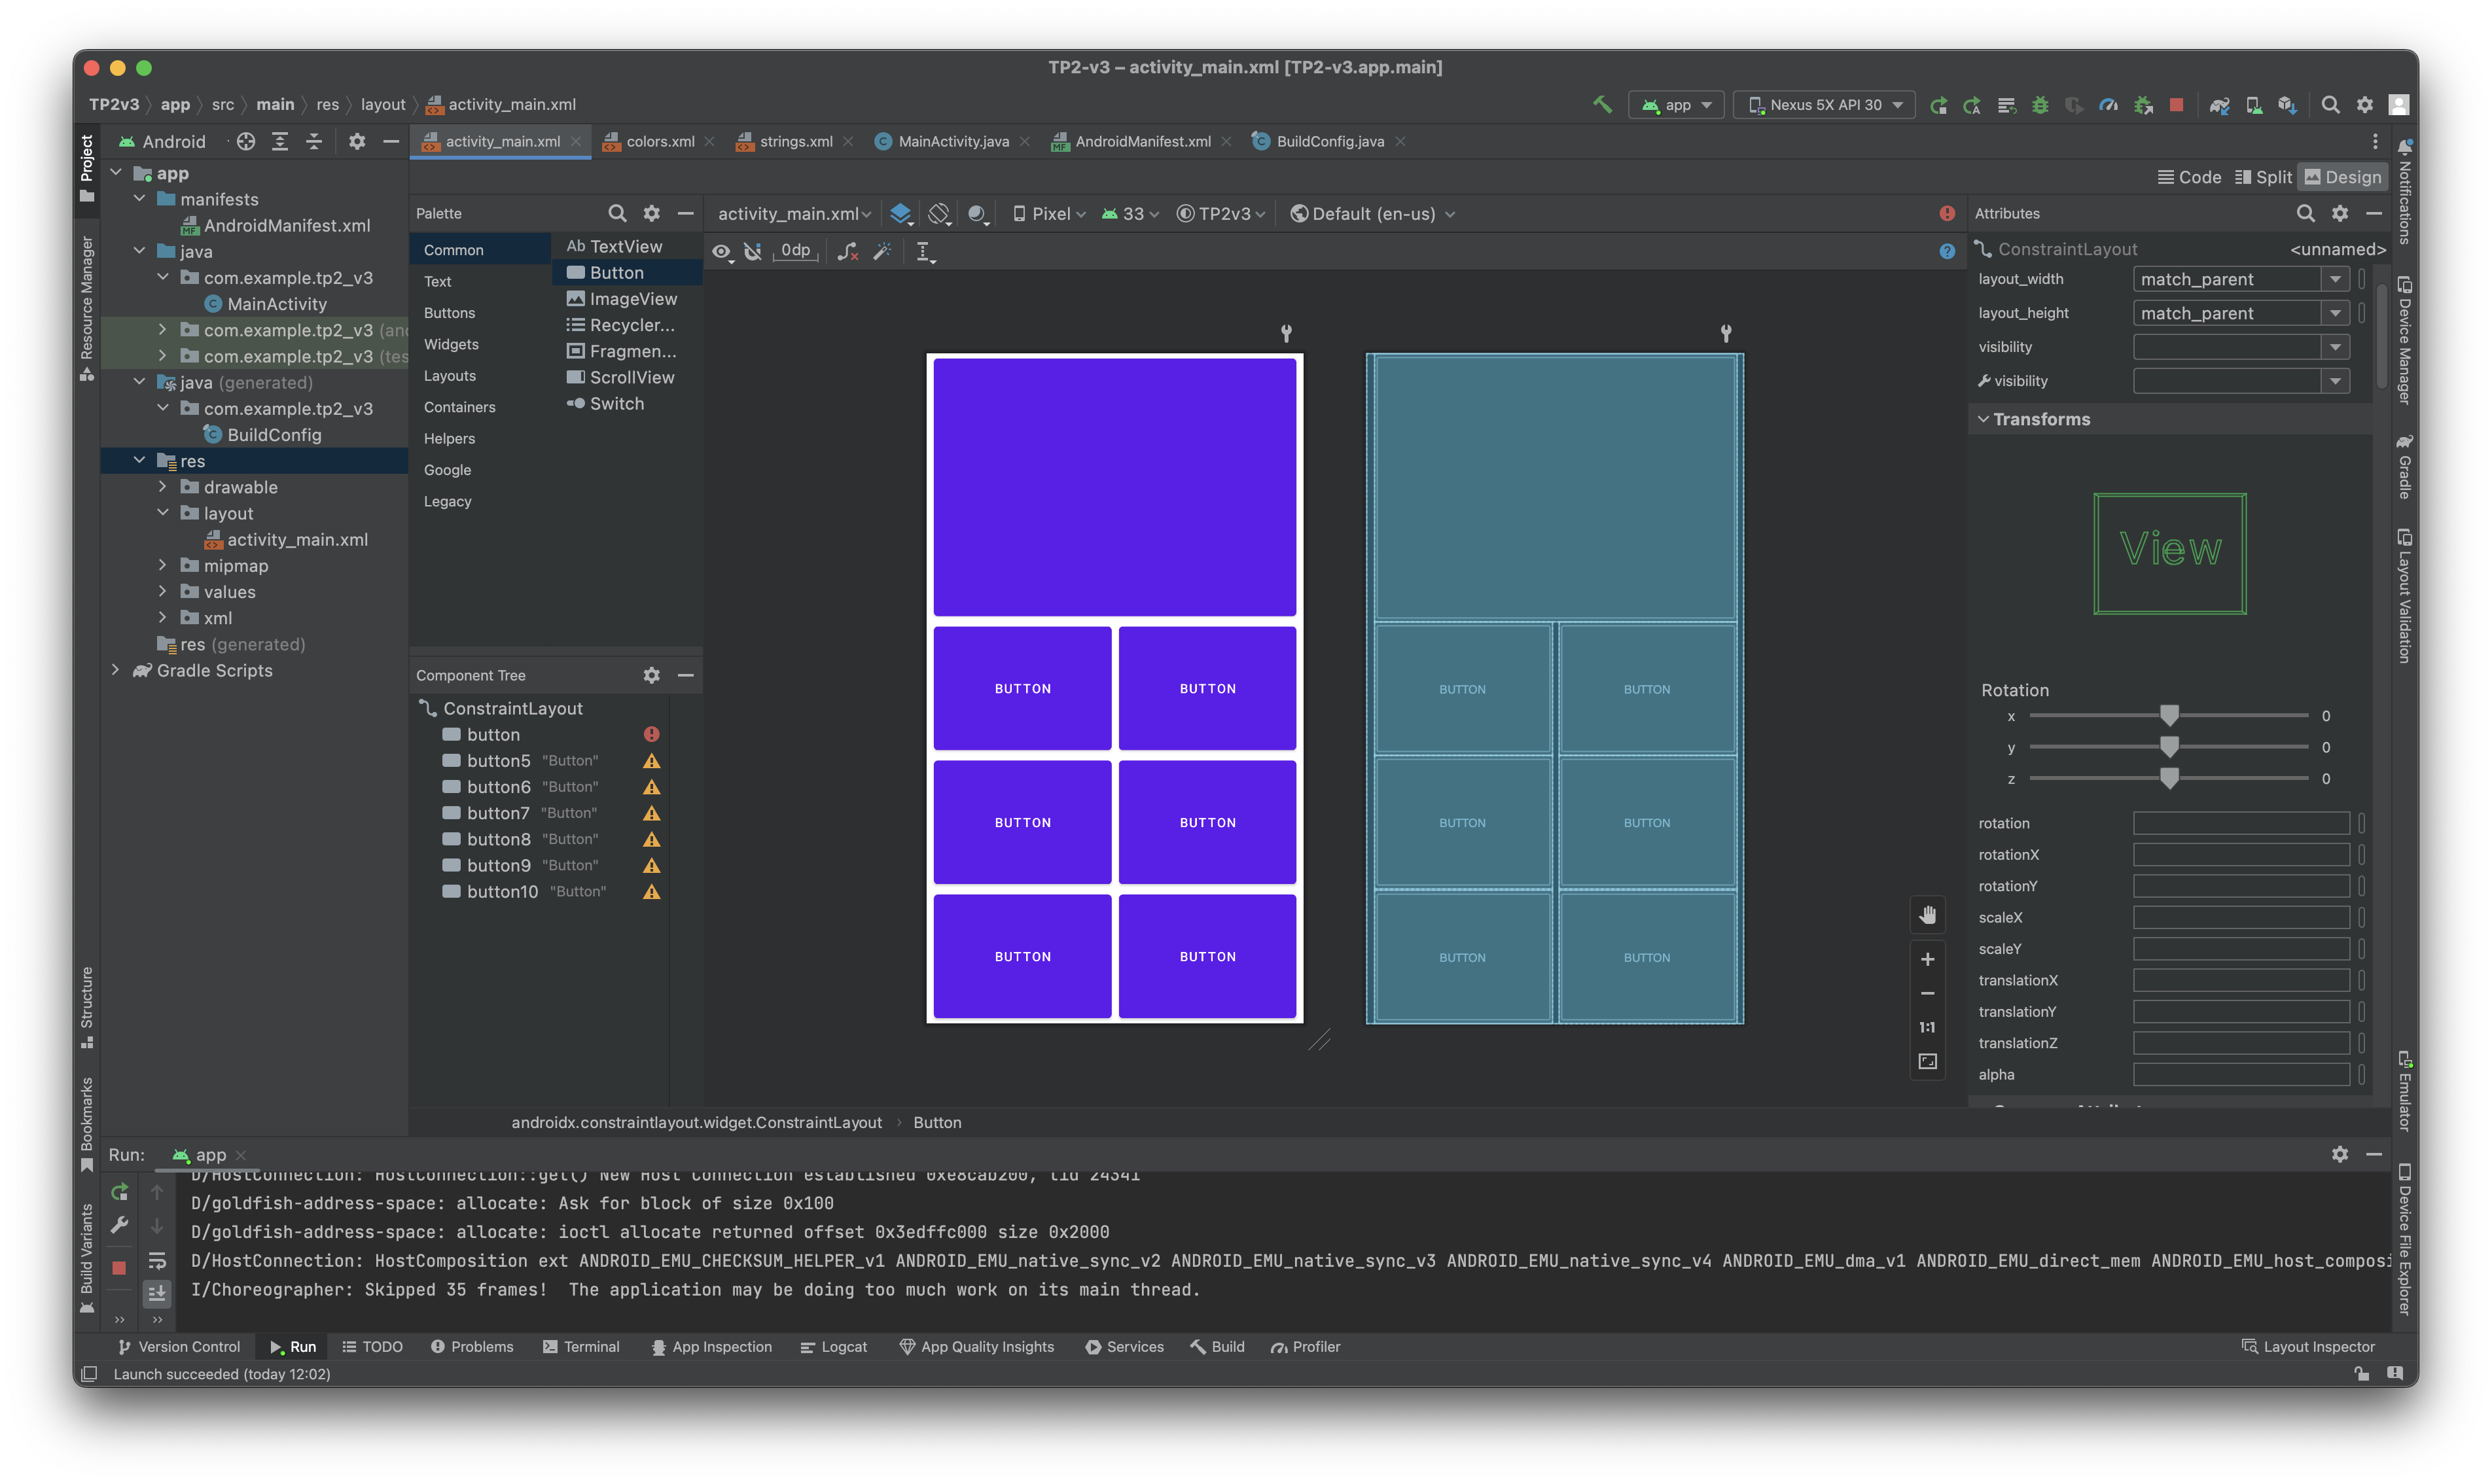 TP2-v3 – activity_main.xml [TP2-v3.app.main]
TP2v3 app src main res layout activity_main.xml
app Nexus 5X API 30
Android
activity_main.xml colors.xml strings.xml MainActivity.java AndroidManifest.xml BuildConfig.java
Code Split Design
Project
Resource Manager
Structure
Bookmarks
Build Variants
app
manifests
AndroidManifest.xml
java
com.example.tp2_v3
MainActivity
com.example.tp2_v3 (and
com.example.tp2_v3 (tes
java (generated)
com.example.tp2_v3
BuildConfig
res
drawable
layout
activity_main.xml
mipmap
values
xml
res (generated)
Gradle Scripts
Palette
Common
Text
Buttons
Widgets
Layouts
Containers
Helpers
Google
Legacy
Ab TextView
Button
ImageView
Recycler...
Fragmen...
ScrollView
Switch
Component Tree
ConstraintLayout
button
button5 "Button"
button6 "Button"
button7 "Button"
button8 "Button"
button9 "Button"
button10 "Button"
activity_main.xml Pixel 33 TP2v3 Default (en-us)
0dp
BUTTON BUTTON
BUTTON BUTTON
BUTTON BUTTON
BUTTON BUTTON
BUTTON BUTTON
BUTTON BUTTON
1:1
androidx.constraintlayout.widget.ConstraintLayout Button
Attributes
ConstraintLayout <unnamed>
layout_width match_parent
layout_height match_parent
visibility
visibility
Transforms
View
Rotation
x 0
y 0
z 0
rotation
rotationX
rotationY
scaleX
scaleY
translationX
translationY
translationZ
alpha
Notifications
Device Manager
Gradle
Layout Validation
Emulator
Device File Explorer
Run: app
D/HostConnection: HostConnection::get() New Host Connection established 0xe8cab200, tid 24341
D/goldfish-address-space: allocate: Ask for block of size 0x100
D/goldfish-address-space: allocate: ioctl allocate returned offset 0x3edffc000 size 0x2000
D/HostConnection: HostComposition ext ANDROID_EMU_CHECKSUM_HELPER_v1 ANDROID_EMU_native_sync_v2 ANDROID_EMU_native_sync_v3 ANDROID_EMU_native_sync_v4 ANDROID_EMU_dma_v1 ANDROID_EMU_direct_mem ANDROID_EMU_host_composi
I/Choreographer: Skipped 35 frames!  The application may be doing too much work on its main thread.
Version Control Run TODO Problems Terminal App Inspection Logcat App Quality Insights Services Build Profiler Layout Inspector
Launch succeeded (today 12:02)